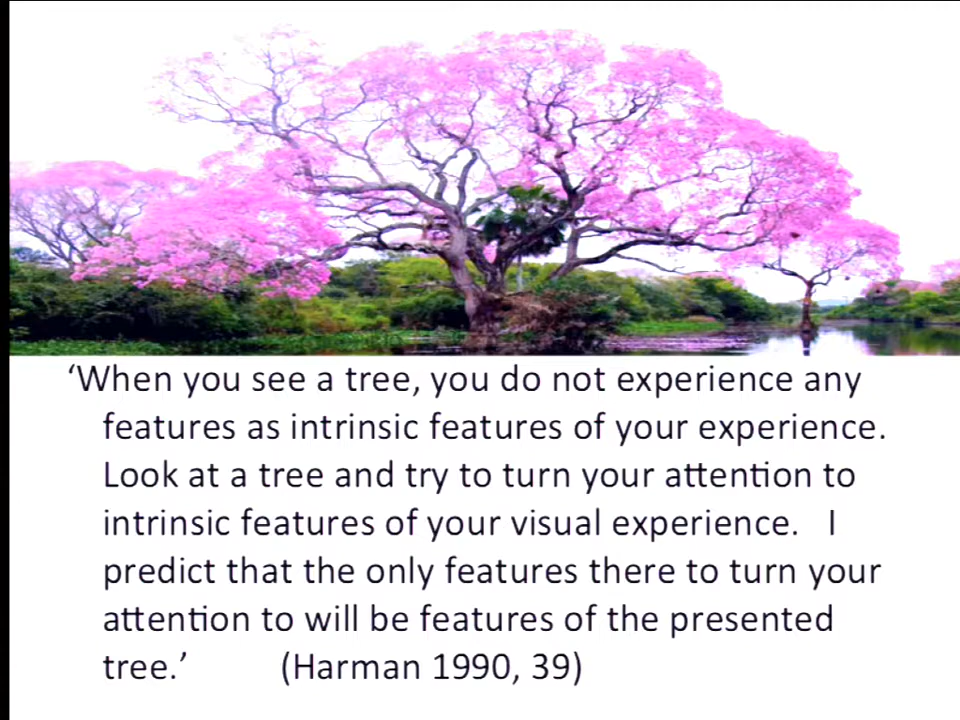 ‘When you see a tree, you do not experience any
features as intrinsic features of your experience.
Look at a tree and try to turn your attention to
intrinsic features of your visual experience. I
predict that the only features there to turn your
attention to will be features of the presented
tree.’ (Harman 1990, 39)